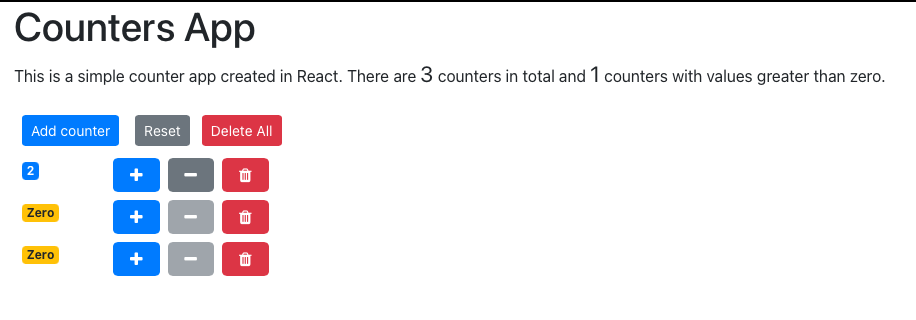 Counters App
This is a simple counter app created in React. There are 3 counters in total and 1 counters with values greater than zero.
Add counter Reset Delete All
2 + −
Zero + −
Zero + −